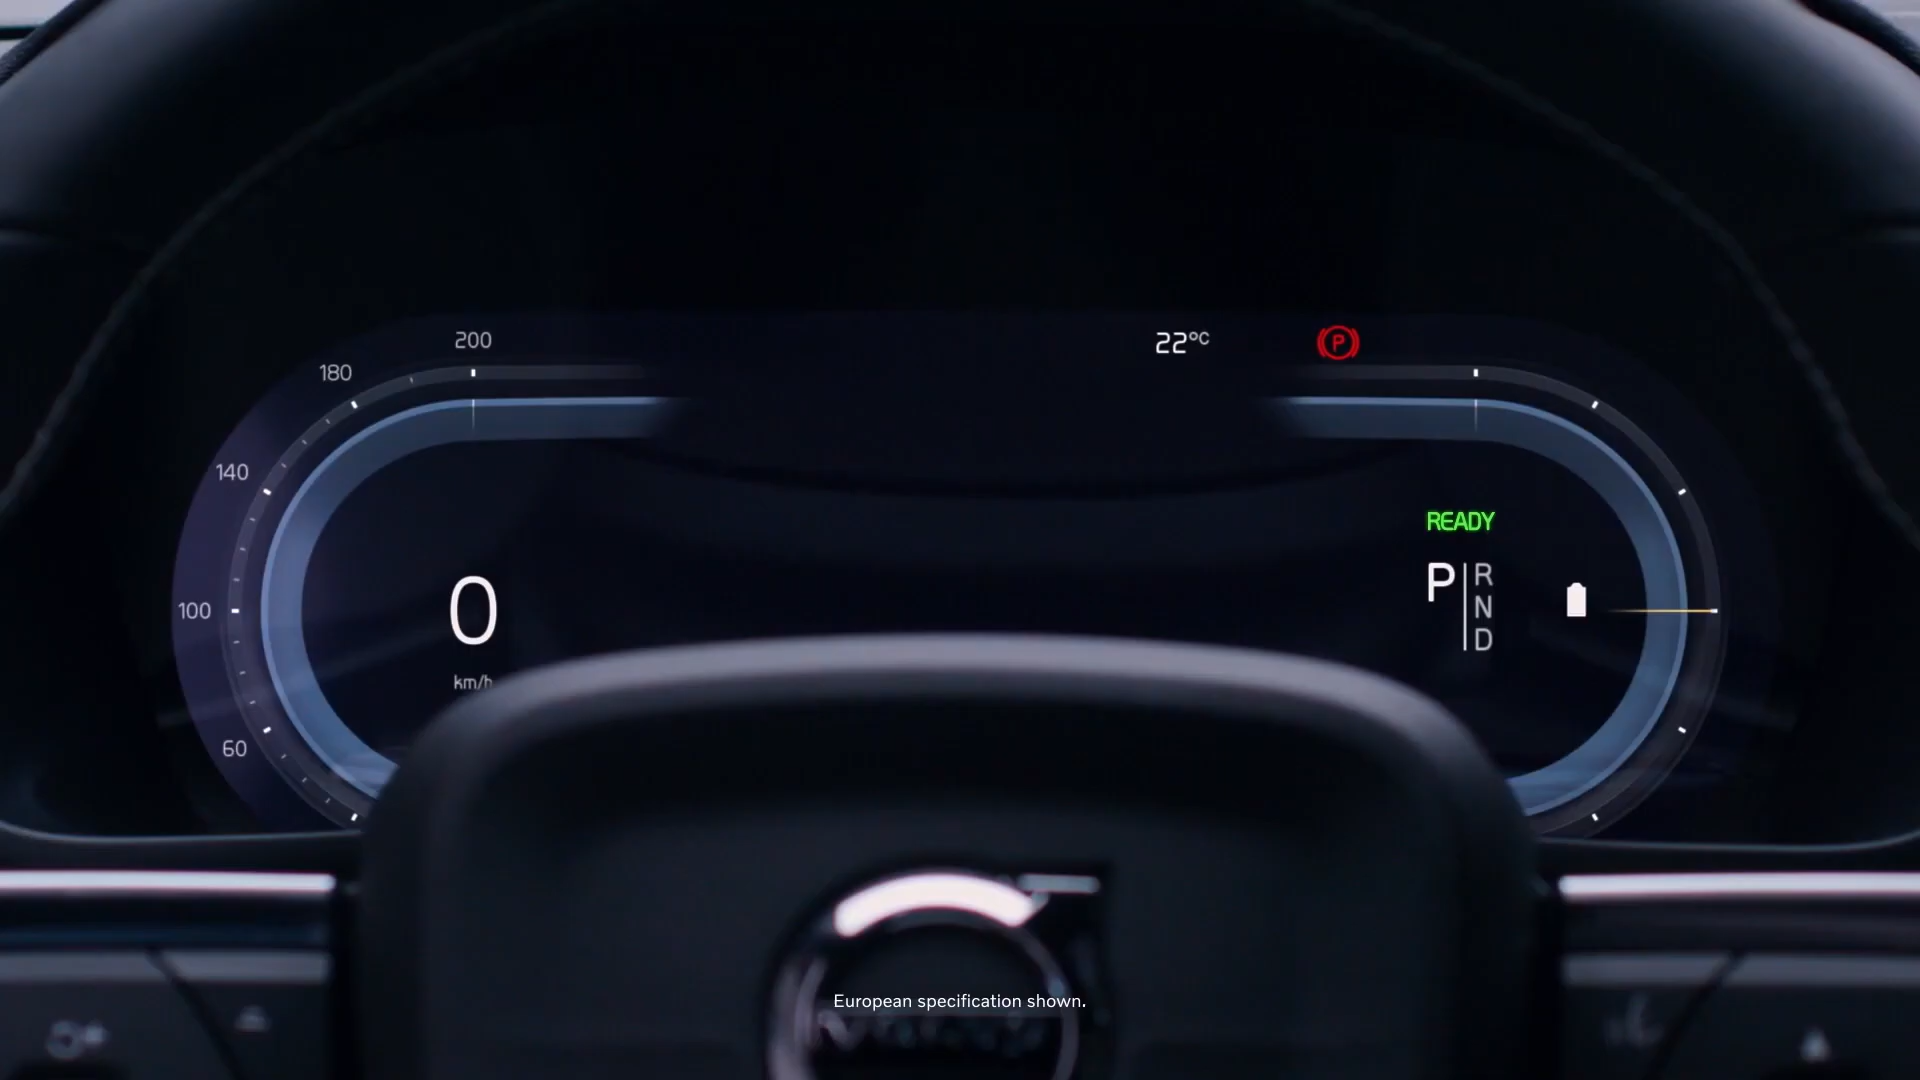 200
22°C
P
180
140
READY
0
P R
N
D
100
km/h
60
European specification shown.